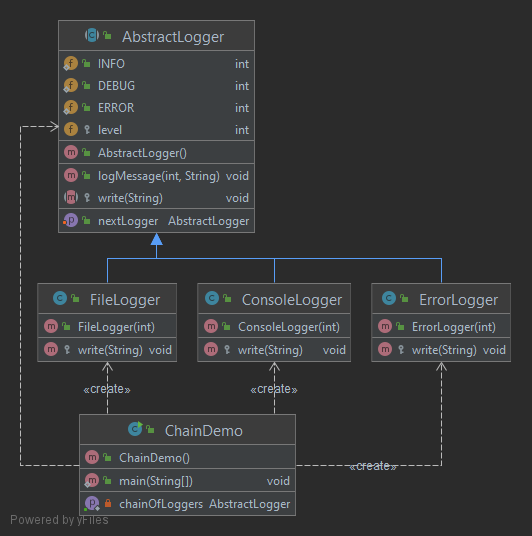 AbstractLogger
INFO int
DEBUG int
ERROR int
level int
AbstractLogger()
logMessage(int, String) void
write(String) void
nextLogger AbstractLogger
FileLogger
FileLogger(int)
write(String) void
ConsoleLogger
ConsoleLogger(int)
write(String) void
ErrorLogger
ErrorLogger(int)
write(String) void
«create»
«create»
ChainDemo
ChainDemo()
main(String[]) void
chainOfLoggers AbstractLogger
«create»
Powered by yFiles